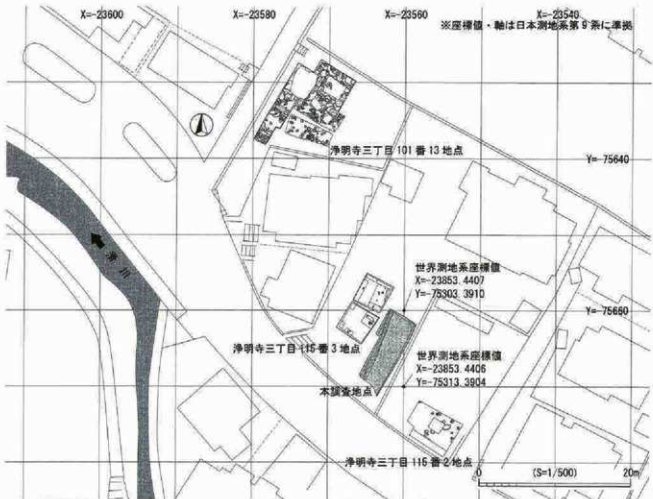 X=-23600
X=-23580
X=-23560
X=-23540
※座標値・軸は日本測地系第9条に準拠
浄明寺三丁目101番13地点
Y=-75640
滑川
世界測地系座標値
X=-23853.4407
Y=-75303.3910
Y=-75660
浄明寺三丁目115番3地点
世界測地系座標値
X=-23853.4406
Y=-75313.3904
本調査地点
浄明寺三丁目115番2地点
0
(S=1/500)
20m